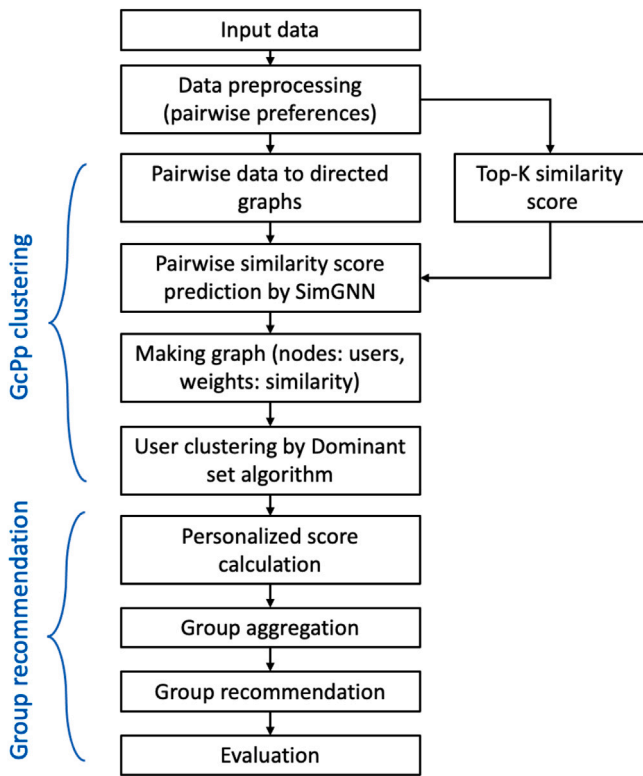 Input data
Data preprocessing
(pairwise preferences)
Pairwise data to directed
graphs
Top-K similarity
score
Pairwise similarity score
prediction by SimGNN
Making graph (nodes: users,
weights: similarity)
User clustering by Dominant
set algorithm
GcPp clustering
Personalized score
calculation
Group aggregation
Group recommendation
Evaluation
Group recommendation